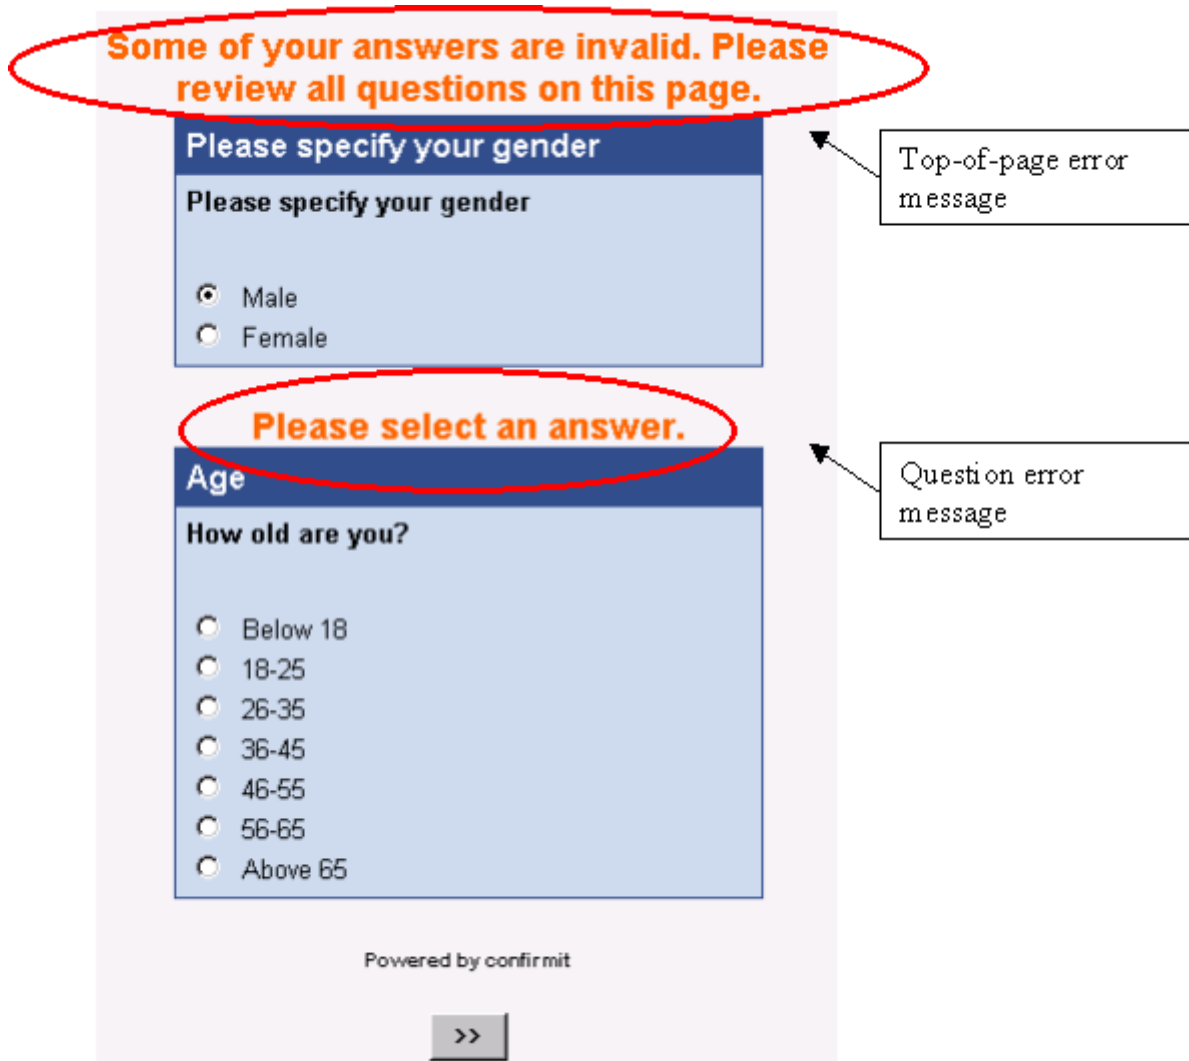 Some of your answers are invalid. Please
review all questions on this page.
Please specify your gender
Top-of-page error
message
Please specify your gender
Male
Female
Please select an answer.
Age
Question error
message
How old are you?
Below 18
18-25
26-35
36-45
46-55
56-65
Above 65
Powered by confirmit
>>